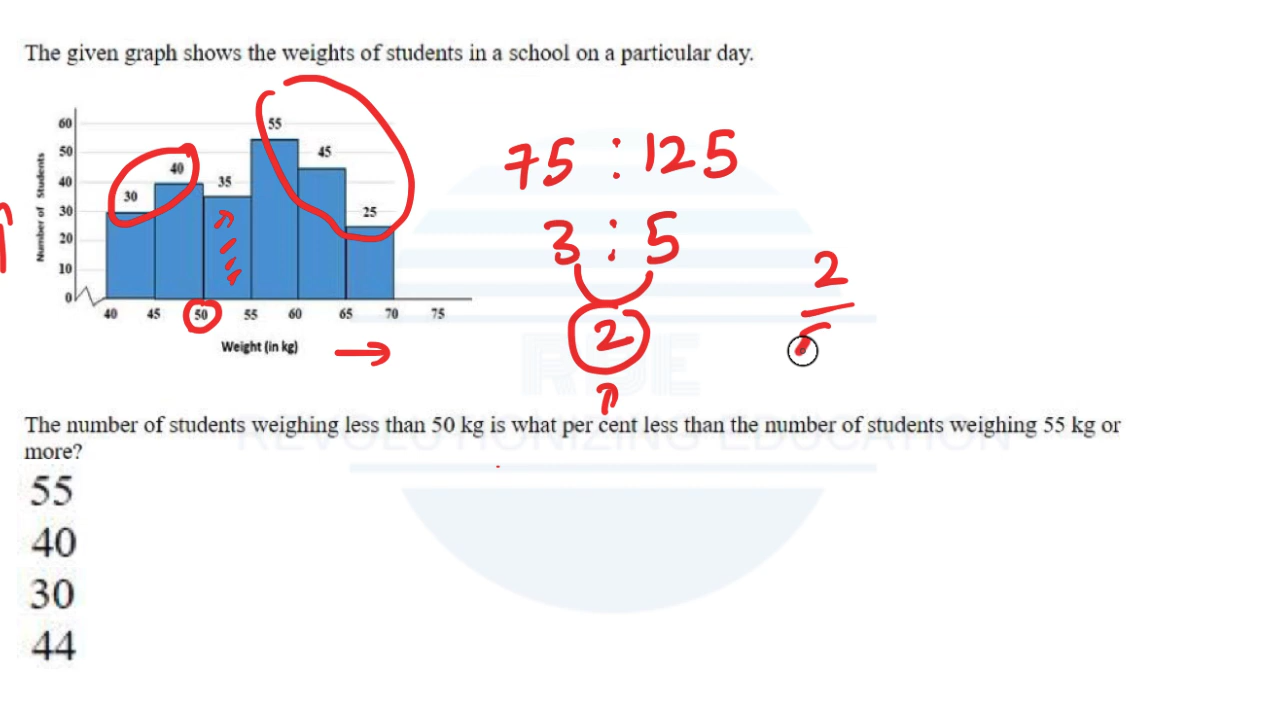 The given graph shows the weights of students in a school on a particular day.
Number of Students
60
50
40
30
20
10
0
30
40
35
55
45
25
40 45 50 55 60 65 70 75
Weight (in kg)
75 : 125
3 : 5
2
2
RBE
REVOLUTIONIZING EDUCATION
The number of students weighing less than 50 kg is what per cent less than the number of students weighing 55 kg or
more?
55
40
30
44